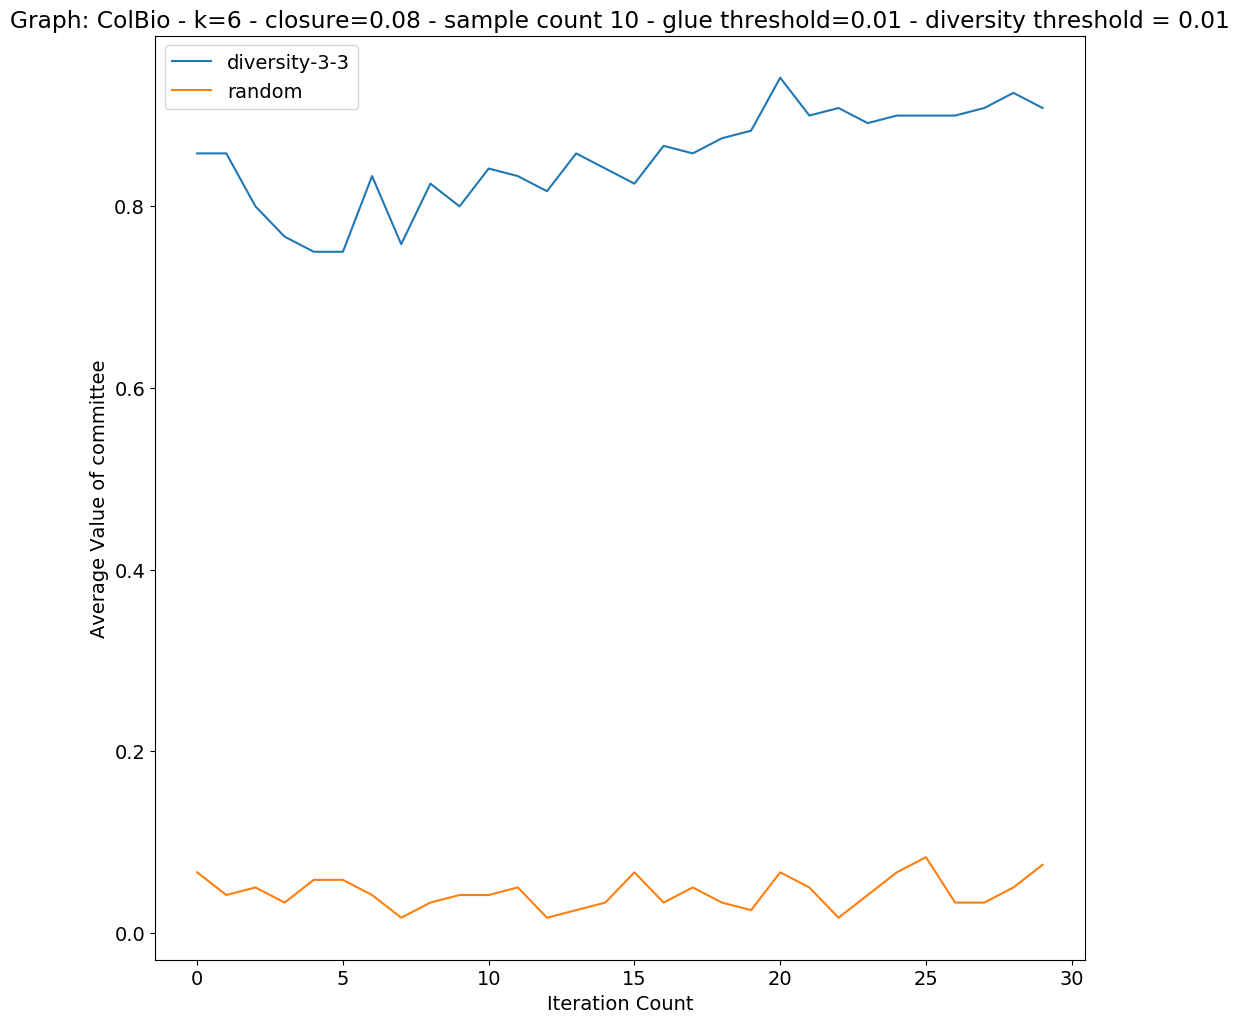 Graph: ColBio - k=6 - closure=0.08 - sample count 10 - glue threshold=0.01 - diversity threshold = 0.01
diversity-3-3
random
Average Value of committee
0.8
0.6
0.4
0.2
0.0
0 5 10 15 20 25 30
Iteration Count